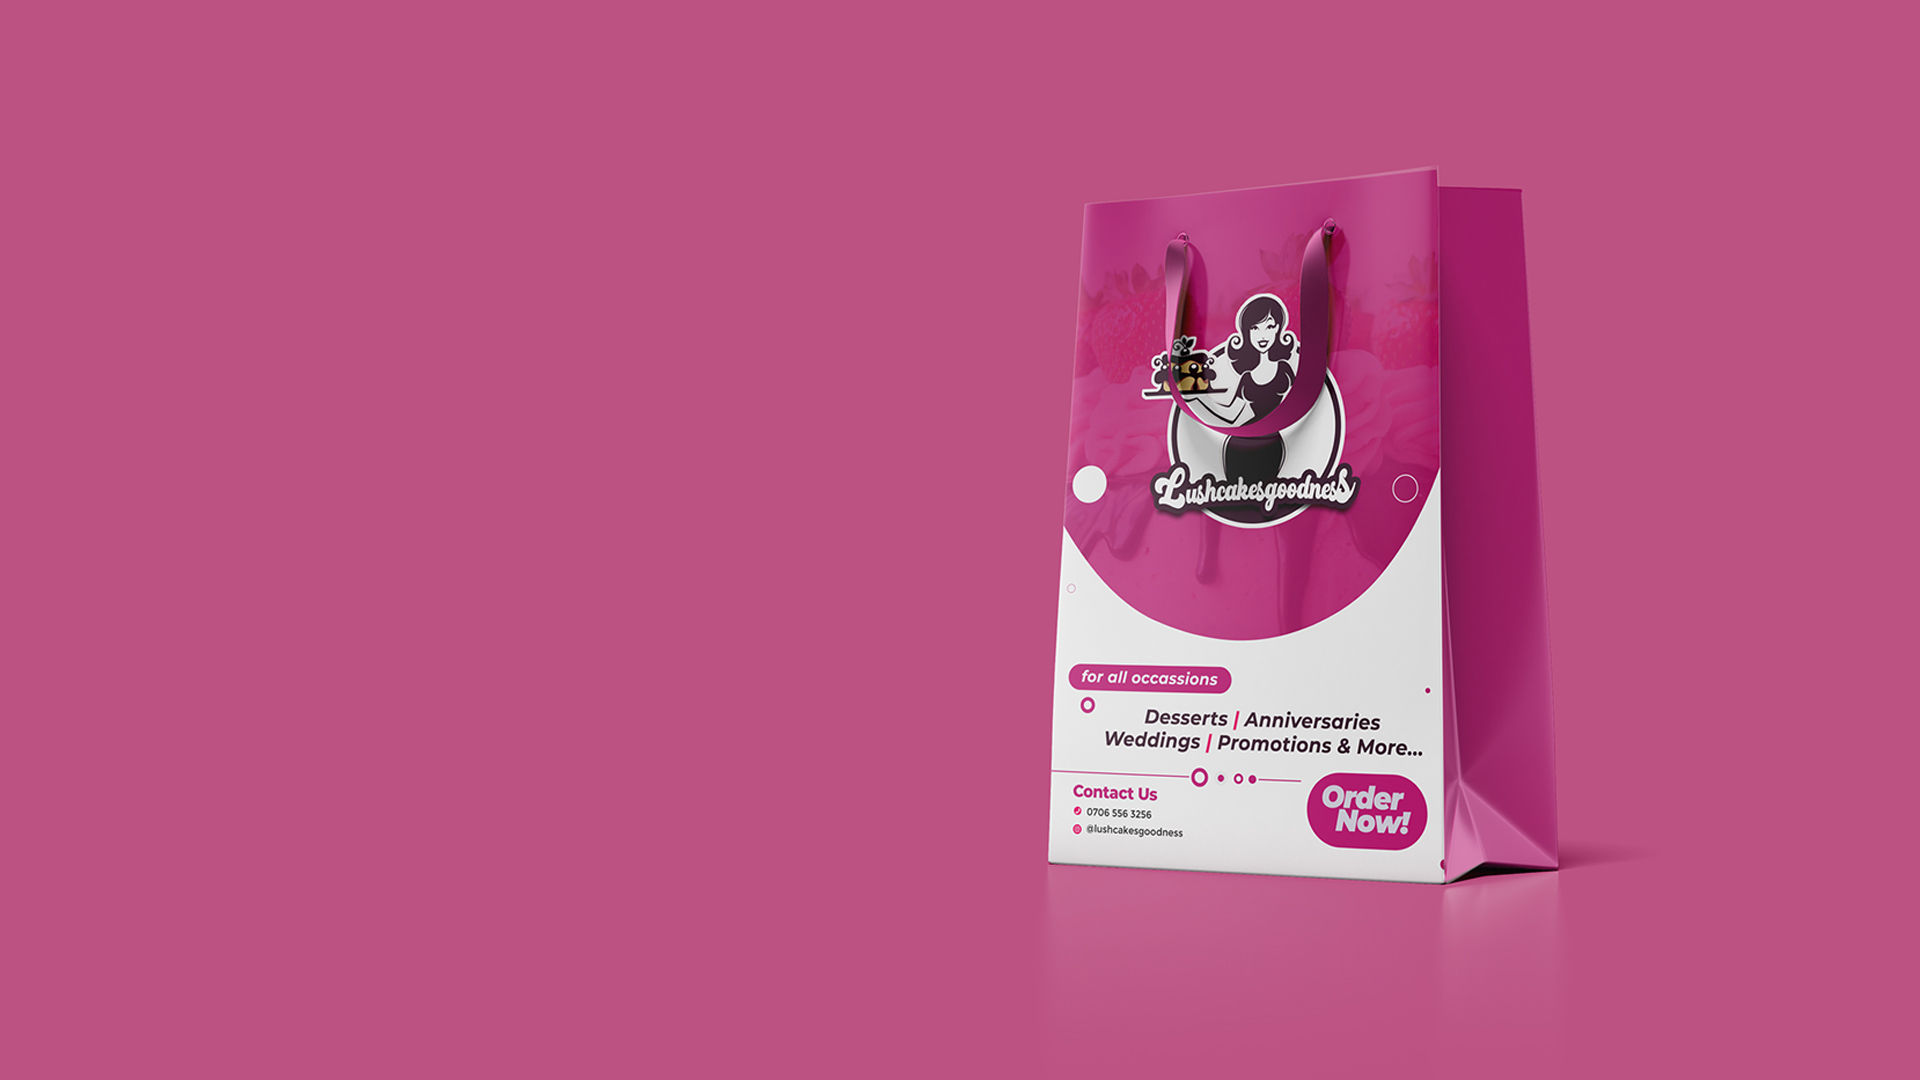 Lushcakesgoodness
for all occassions
Desserts | Anniversaries
Weddings | Promotions & More...
Contact Us
0706 556 3256
@lushcakesgoodness
Order
Now!